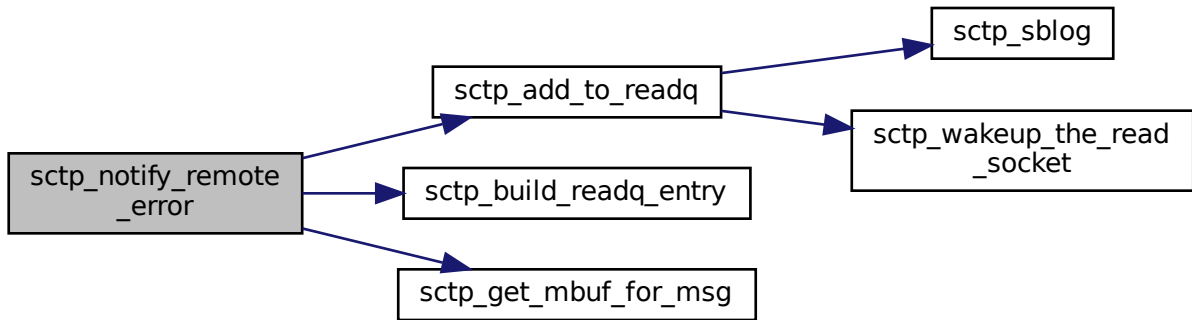 sctp_notify_remote
_error
sctp_add_to_readq
sctp_build_readq_entry
sctp_get_mbuf_for_msg
sctp_sblog
sctp_wakeup_the_read
_socket